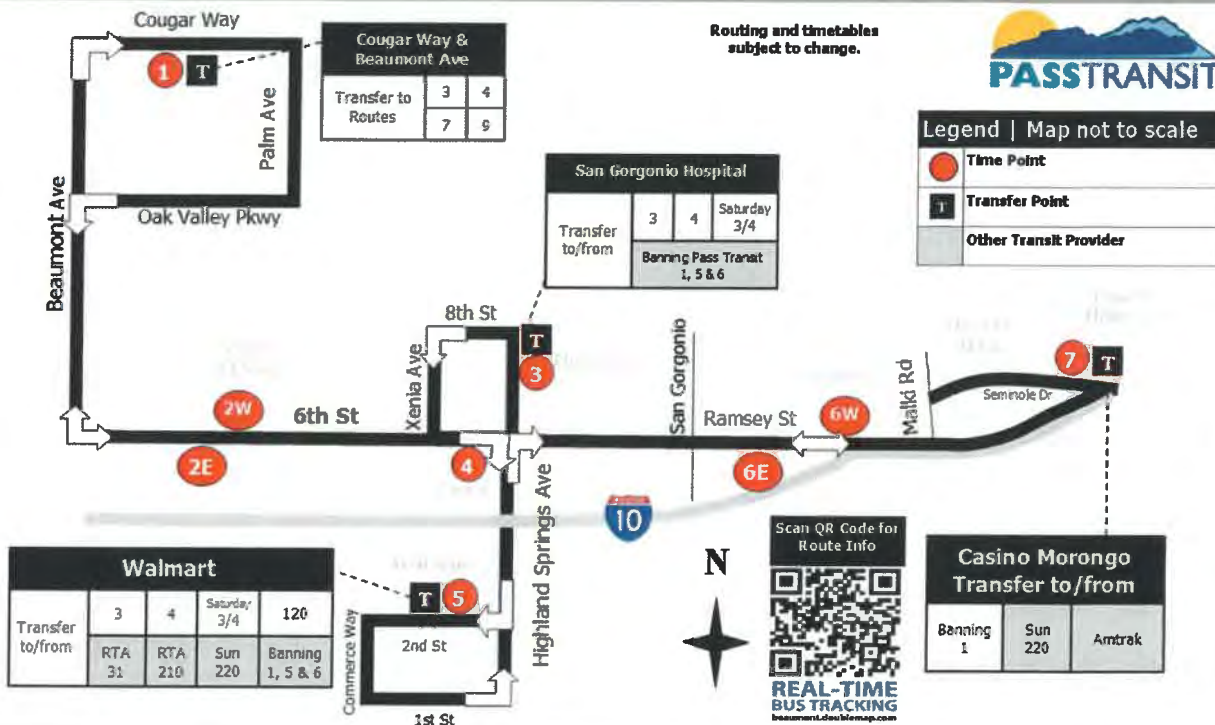 Cougar Way
Routing and timetables
subject to change.
PASSTRANSIT
1
T
Cougar Way &
Beaumont Ave
Transfer to
Routes
3 4
7 9
Palm Ave
Beaumont Ave
Oak Valley Pkwy
Legend | Map not to scale
Time Point
T
Transfer Point
Other Transit Provider
San Gorgonio Hospital
Transfer
to/from
3 4 Saturday
3/4
Banning Pass Transit
1, 5 & 6
8th St
T
3
Xenia Ave
2W
6th St
2E
4
Highland Springs Ave
San Gorgonio
Ramsey St
6W
6E
Malki Rd
Seminole Dr
7
T
10
Walmart
Transfer
to/from
3 4 Saturday
3/4 120
RTA
31
RTA
210
Sun
220
Banning
1, 5 & 6
T
5
Commerce Way
2nd St
1st St
N
Scan QR Code for
Route Info
REAL-TIME
BUS TRACKING
beaumont.doublemap.com
Casino Morongo
Transfer to/from
Banning
1
Sun
220
Amtrak